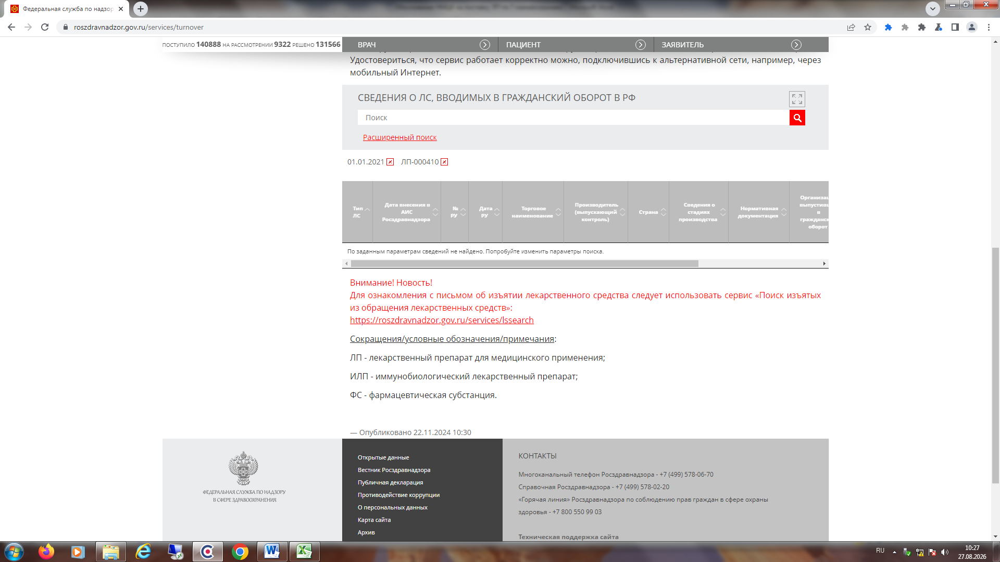 Федеральная служба по надзор
roszdravnadzor.gov.ru/services/turnover
ПОСТУПИЛО 140888 НА РАССМОТРЕНИИ 9322 РЕШЕНО 131566
ВРАЧ
ПАЦИЕНТ
ЗАЯВИТЕЛЬ
Удостовериться, что сервис работает корректно можно, подключившись к альтернативной сети, например, через
мобильный Интернет.
СВЕДЕНИЯ О ЛС, ВВОДИМЫХ В ГРАЖДАНСКИЙ ОБОРОТ В РФ
Поиск
Расширенный поиск
01.01.2021 ЛП-000410
Тип
ЛС
Дата внесения в
АИС
Росздравнадзора
№
РУ
Дата
РУ
Торговое
наименование
Производитель
(выпускающий
контроль)
Страна
Сведения о
стадиях
производства
Нормативная
документация
Организац
выпустивш
в
гражданск
оборот
По заданным параметрам сведений не найдено. Попробуйте изменить параметры поиска.
Внимание! Новость!
Для ознакомления с письмом об изъятии лекарственного средства следует использовать сервис «Поиск изъятых
из обращения лекарственных средств»:
https://roszdravnadzor.gov.ru/services/lssearch
Сокращения/условные обозначения/примечания:
ЛП - лекарственный препарат для медицинского применения;
ИЛП - иммунобиологический лекарственный препарат;
ФС - фармацевтическая субстанция.
— Опубликовано 22.11.2024 10:30
ФЕДЕРАЛЬНАЯ СЛУЖБА ПО НАДЗОРУ
В СФЕРЕ ЗДРАВООХРАНЕНИЯ
Открытые данные
Вестник Росздравнадзора
Публичная декларация
Противодействие коррупции
О персональных данных
Карта сайта
Архив
КОНТАКТЫ
Многоканальный телефон Росздравнадзора - +7 (499) 578-06-70
Справочная Росздравнадзора - +7 (499) 578-02-20
«Горячая линия» Росздравнадзора по соблюдению прав граждан в сфере охраны
здоровья - +7 800 550 99 03
Техническая поддержка сайта
RU
10:27
27.08.2026